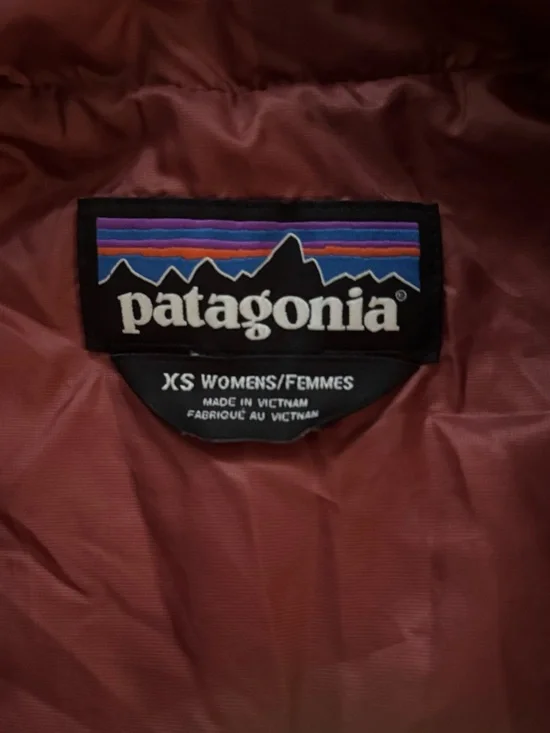 patagonia®
XS WOMENS/FEMMES
MADE IN VIETNAM
FABRIQUÉ AU VIETNAM